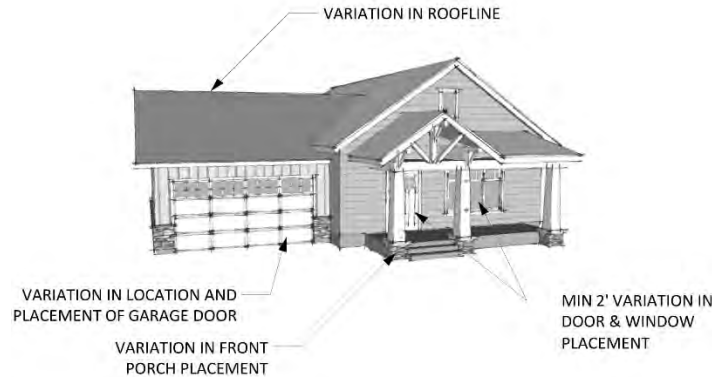 VARIATION IN ROOFLINE
VARIATION IN LOCATION AND
PLACEMENT OF GARAGE DOOR
VARIATION IN FRONT
PORCH PLACEMENT
MIN 2' VARIATION IN
DOOR & WINDOW
PLACEMENT